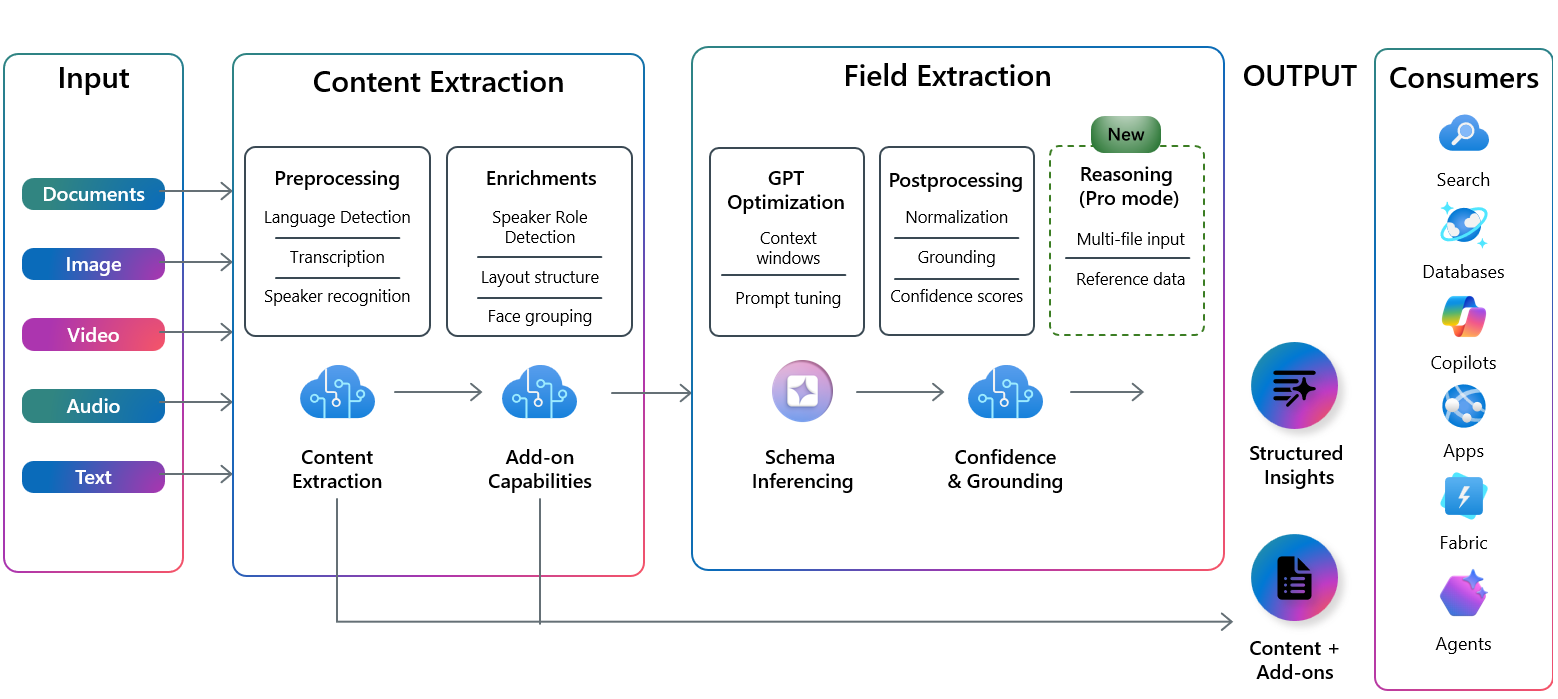 Input
Documents
Image
Video
Audio
Text
Content Extraction
Preprocessing
Language Detection
Transcription
Speaker recognition
Enrichments
Speaker Role
Detection
Layout structure
Face grouping
Content
Extraction
Add-on
Capabilities
Field Extraction
GPT
Optimization
Context
windows
Prompt tuning
Postprocessing
Normalization
Grounding
Confidence scores
New
Reasoning
(Pro mode)
Multi-file input
Reference data
Schema
Inferencing
Confidence
& Grounding
OUTPUT
Structured
Insights
Content +
Add-ons
Consumers
Search
Databases
Copilots
Apps
Fabric
Agents